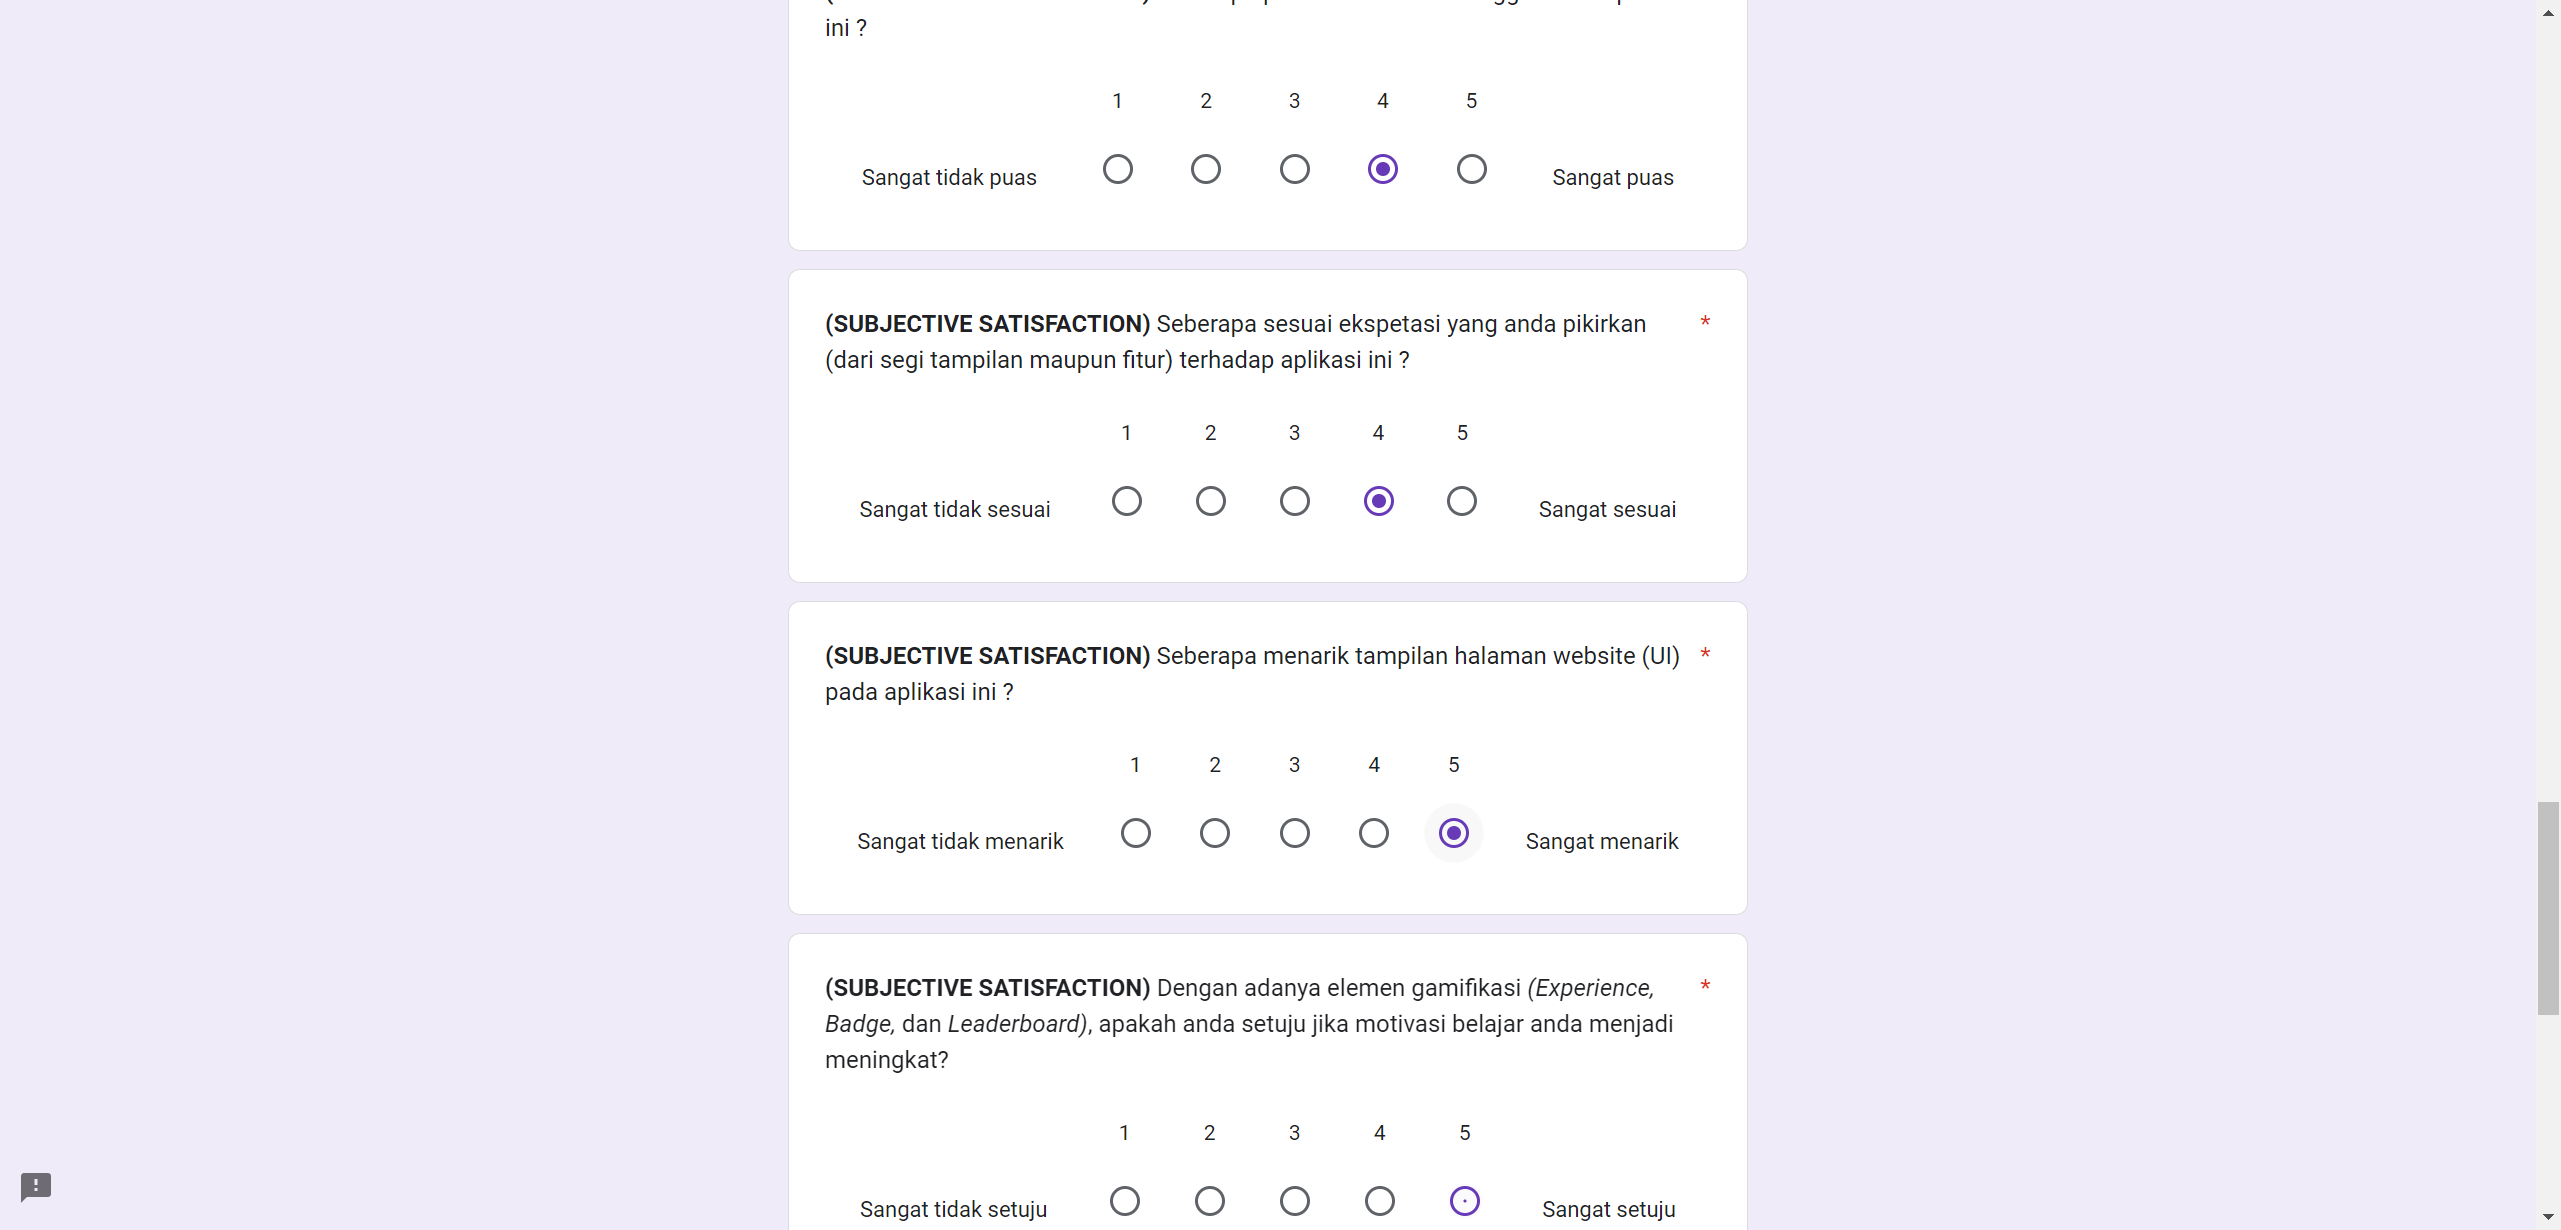 ini ?
1 2 3 4 5
Sangat tidak puas Sangat puas
(SUBJECTIVE SATISFACTION) Seberapa sesuai ekspetasi yang anda pikirkan *
(dari segi tampilan maupun fitur) terhadap aplikasi ini ?
1 2 3 4 5
Sangat tidak sesuai Sangat sesuai
(SUBJECTIVE SATISFACTION) Seberapa menarik tampilan halaman website (UI) *
pada aplikasi ini ?
1 2 3 4 5
Sangat tidak menarik Sangat menarik
(SUBJECTIVE SATISFACTION) Dengan adanya elemen gamifikasi (Experience, *
Badge, dan Leaderboard), apakah anda setuju jika motivasi belajar anda menjadi
meningkat?
1 2 3 4 5
Sangat tidak setuju Sangat setuju